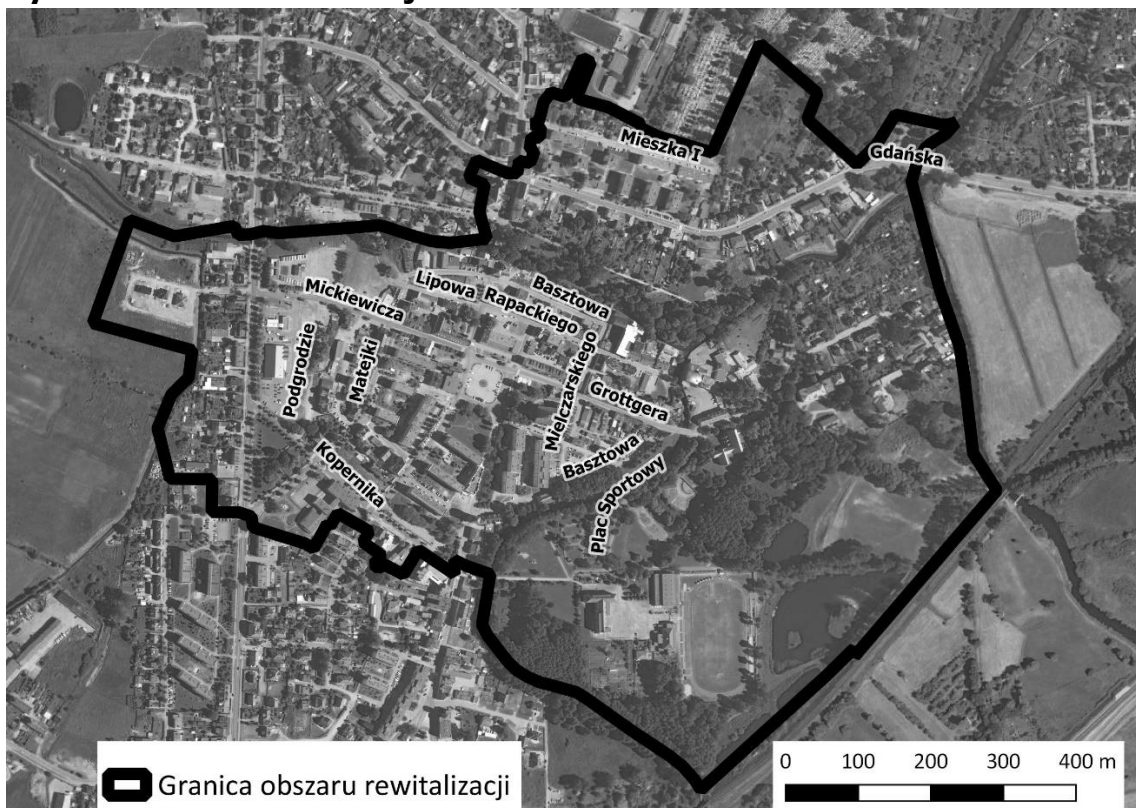 Mieszka I
Gdańska
Basztowa
Lipowa
Rapackiego
Mickiewicza
Podgrodzie
Matejki
Mielczarskiego
Grottgera
Basztowa
Kopernika
Plac Sportowy
Granica obszaru rewitalizacji
0 100 200 300 400 m